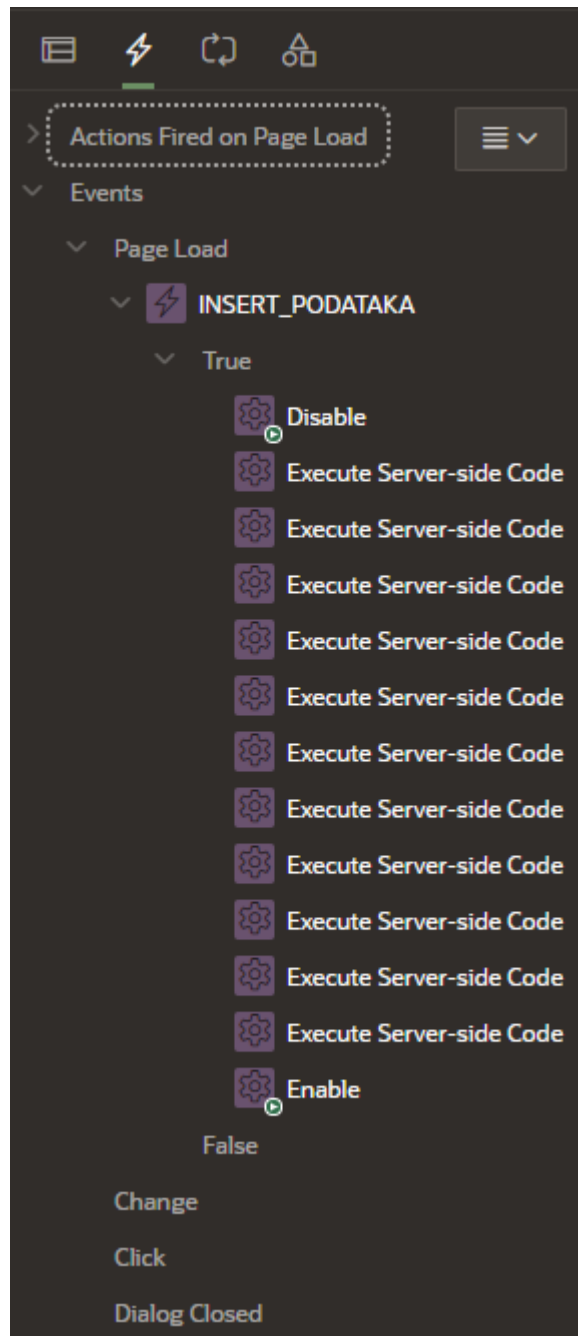 Actions Fired on Page Load
Events
Page Load
INSERT_PODATAKA
True
Disable
Execute Server-side Code
Execute Server-side Code
Execute Server-side Code
Execute Server-side Code
Execute Server-side Code
Execute Server-side Code
Execute Server-side Code
Execute Server-side Code
Execute Server-side Code
Execute Server-side Code
Execute Server-side Code
Enable
False
Change
Click
Dialog Closed